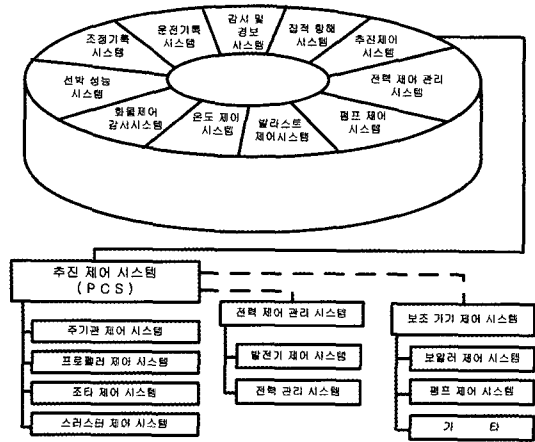 조정기록
시스템
운전기록
시스템
감시 및
경보
시스템
집적 항해
시스템
추진제어
시스템
선박 성능
시스템
전력 제어 관리
시스템
화물제어
감시시스템
온도 제어
시스템
발라스트
제어시스템
펌프 제어
시스템
추진 제어 시스템
(PCS)
주기관 제어 시스템
프로펠러 제어 시스템
조타 제어 시스템
스러스터 제어 시스템
전력 제어 관리 시스템
발전기 제어 시스템
전력 관리 시스템
보조 기기 제어 시스템
보일러 제어 시스템
펌프 제어 시스템
기 타